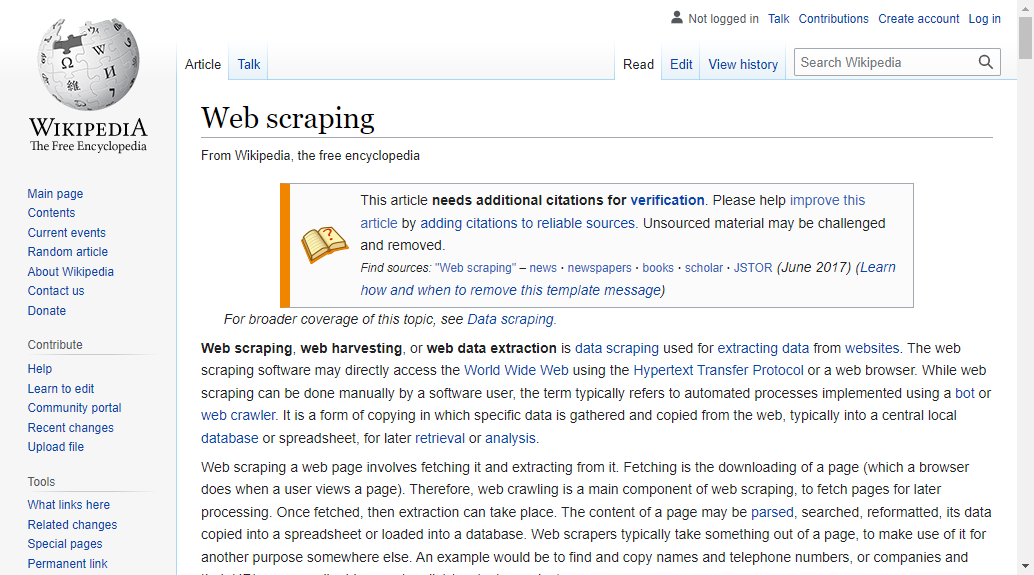 Not logged in Talk Contributions Create account Log in
Article Talk Read Edit View history Search Wikipedia
Ω W И 維 7
WIKIPEDIA
The Free Encyclopedia
Main page
Contents
Current events
Random article
About Wikipedia
Contact us
Donate
Contribute
Help
Learn to edit
Community portal
Recent changes
Upload file
Tools
What links here
Related changes
Special pages
Permanent link
Web scraping
From Wikipedia, the free encyclopedia
This article needs additional citations for verification. Please help improve this
article by adding citations to reliable sources. Unsourced material may be challenged
and removed.
Find sources: "Web scraping" – news · newspapers · books · scholar · JSTOR (June 2017) (Learn
how and when to remove this template message)
For broader coverage of this topic, see Data scraping.
Web scraping, web harvesting, or web data extraction is data scraping used for extracting data from websites. The web
scraping software may directly access the World Wide Web using the Hypertext Transfer Protocol or a web browser. While web
scraping can be done manually by a software user, the term typically refers to automated processes implemented using a bot or
web crawler. It is a form of copying in which specific data is gathered and copied from the web, typically into a central local
database or spreadsheet, for later retrieval or analysis.
Web scraping a web page involves fetching it and extracting from it. Fetching is the downloading of a page (which a browser
does when a user views a page). Therefore, web crawling is a main component of web scraping, to fetch pages for later
processing. Once fetched, then extraction can take place. The content of a page may be parsed, searched, reformatted, its data
copied into a spreadsheet or loaded into a database. Web scrapers typically take something out of a page, to make use of it for
another purpose somewhere else. An example would be to find and copy names and telephone numbers, or companies and